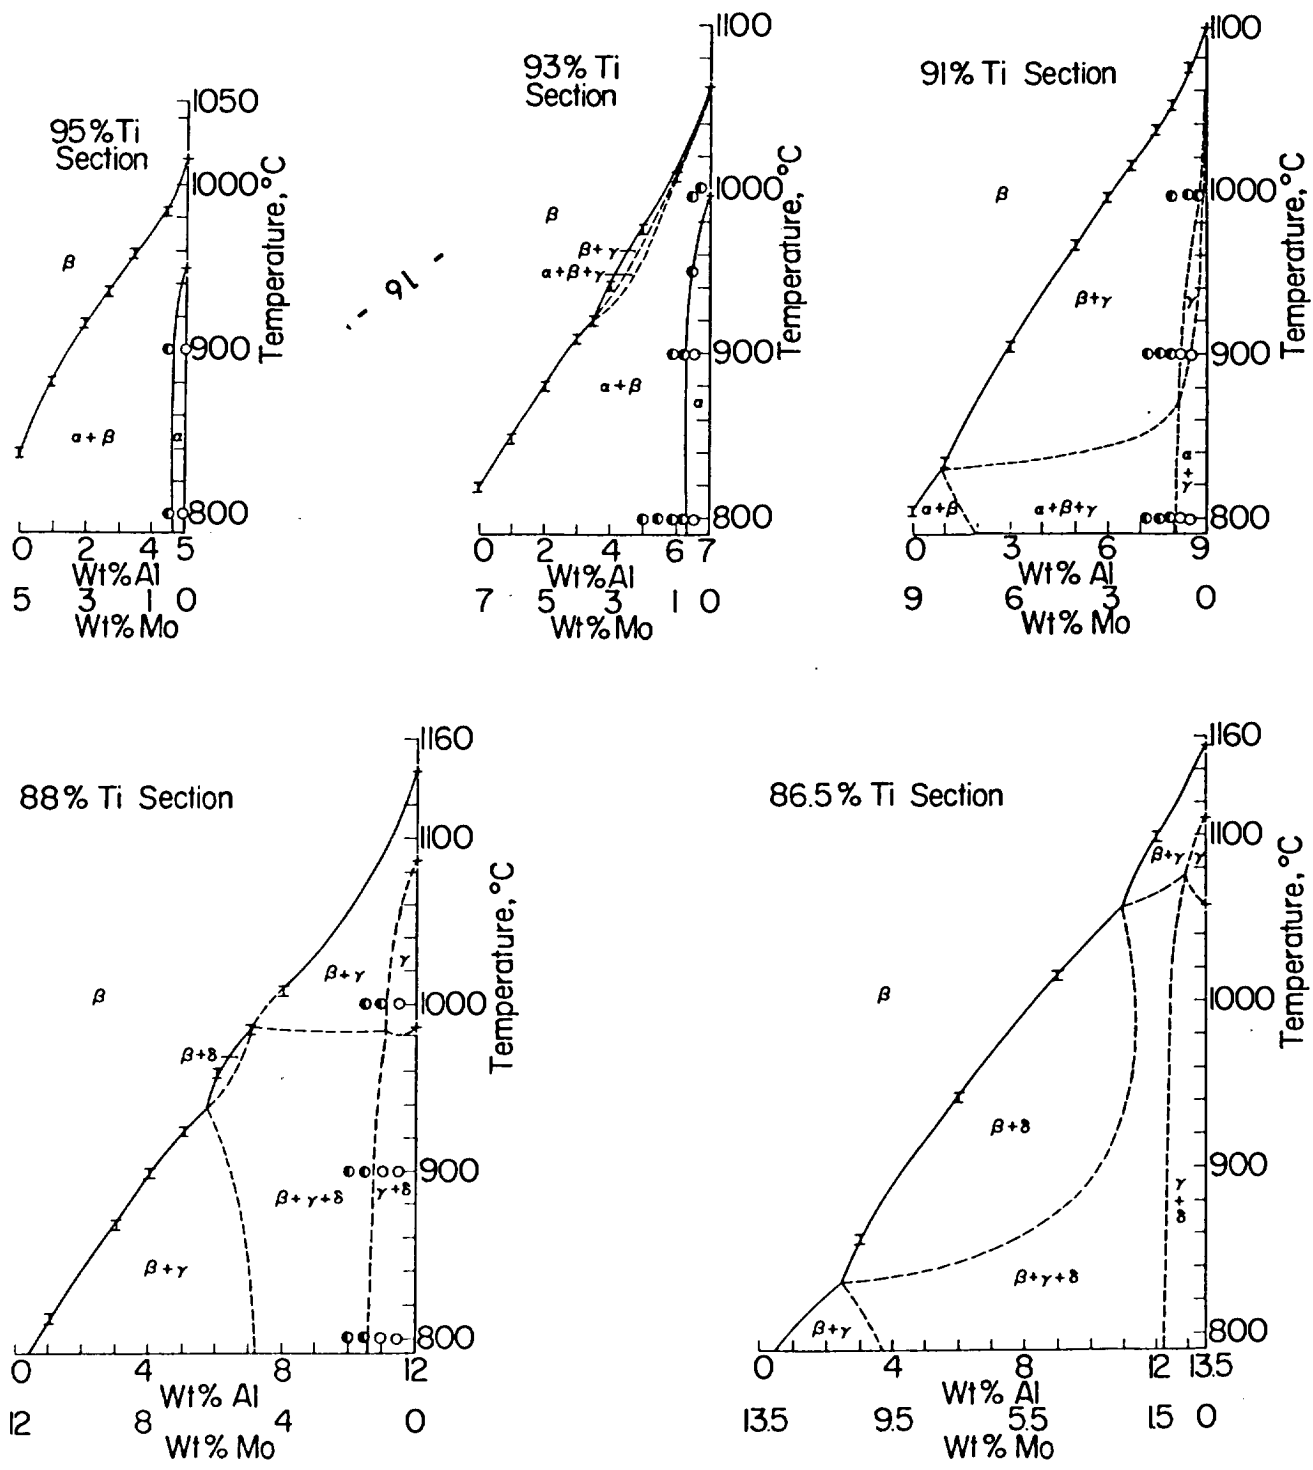 95%Ti
Section
1050
1000
900
800
Temperature, °C
β
α+β
α
0 2 4 5
Wt% Al
5 3 1 0
Wt% Mo
- 16 -
93% Ti
Section
1100
1000
900
800
Temperature, °C
β
β+γ
α+β+γ
α+β
α
0 2 4 6 7
Wt% Al
7 5 3 1 0
Wt% Mo
91% Ti Section
1100
1000
900
800
Temperature, °C
β
β+γ
γ
α
+
γ
α+β
α+β+γ
0 3 6 9
Wt% Al
9 6 3 0
Wt% Mo
88% Ti Section
1160
1100
1000
900
800
Temperature, °C
β
β+γ
γ
β+δ
β+γ+δ
γ+δ
β+γ
0 4 8 12
Wt% Al
12 8 4 0
Wt% Mo
86.5% Ti Section
1160
1100
1000
900
800
Temperature, °C
β+γ
γ
β
β+δ
γ
+
δ
β+γ+δ
β+γ
0 4 8 12 13.5
Wt% Al
13.5 9.5 5.5 1.5 0
Wt% Mo